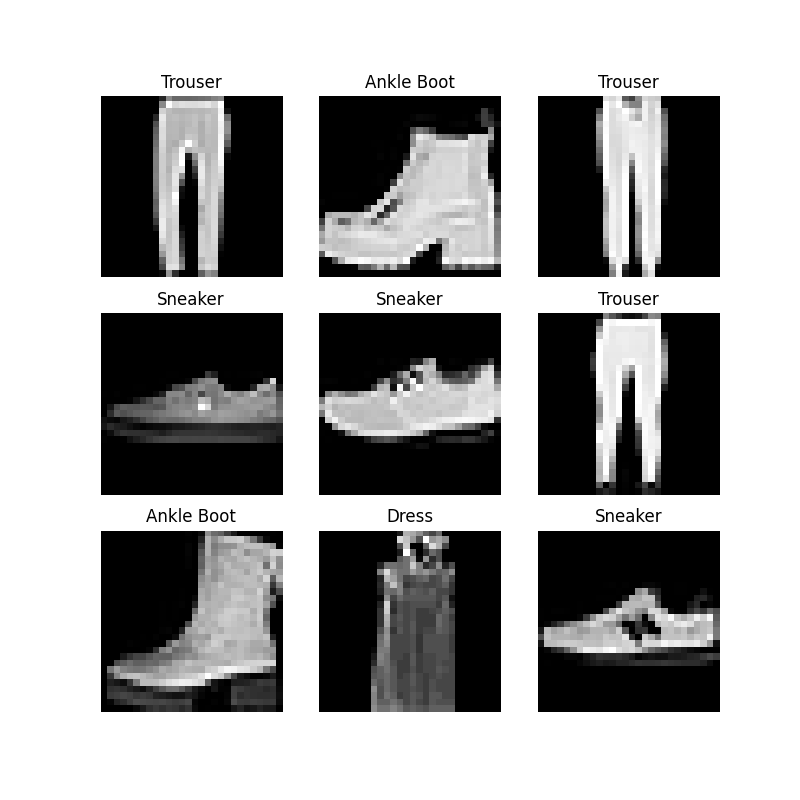 Trouser
Ankle Boot
Trouser
Sneaker
Sneaker
Trouser
Ankle Boot
Dress
Sneaker